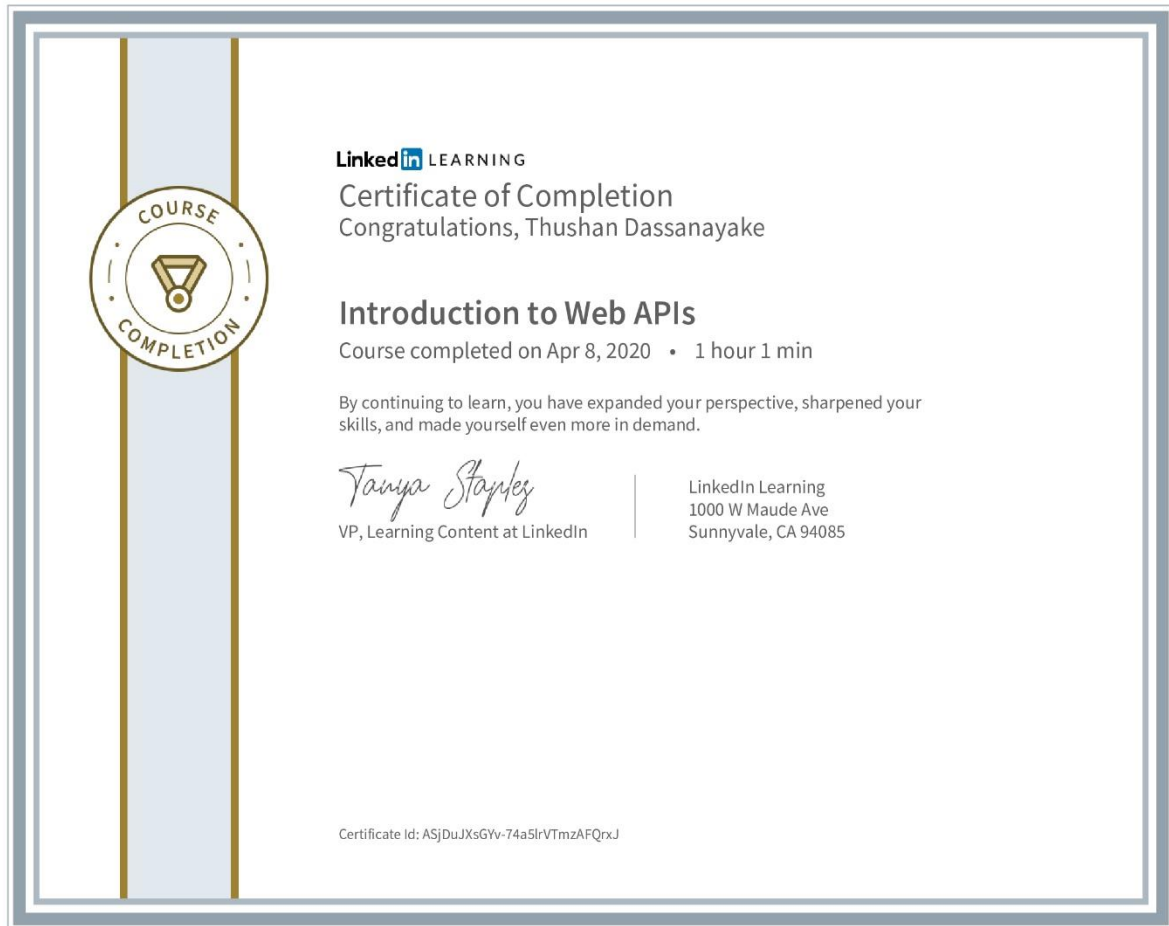 COURSE
COMPLETION
Linked in LEARNING
Certificate of Completion
Congratulations, Thushan Dassanayake
Introduction to Web APIs
Course completed on Apr 8, 2020 • 1 hour 1 min
By continuing to learn, you have expanded your perspective, sharpened your
skills, and made yourself even more in demand.
Tanya Staples
VP, Learning Content at LinkedIn
LinkedIn Learning
1000 W Maude Ave
Sunnyvale, CA 94085
Certificate Id: ASjDuJXsGYv-74a5lrVTmzAFQrxJ